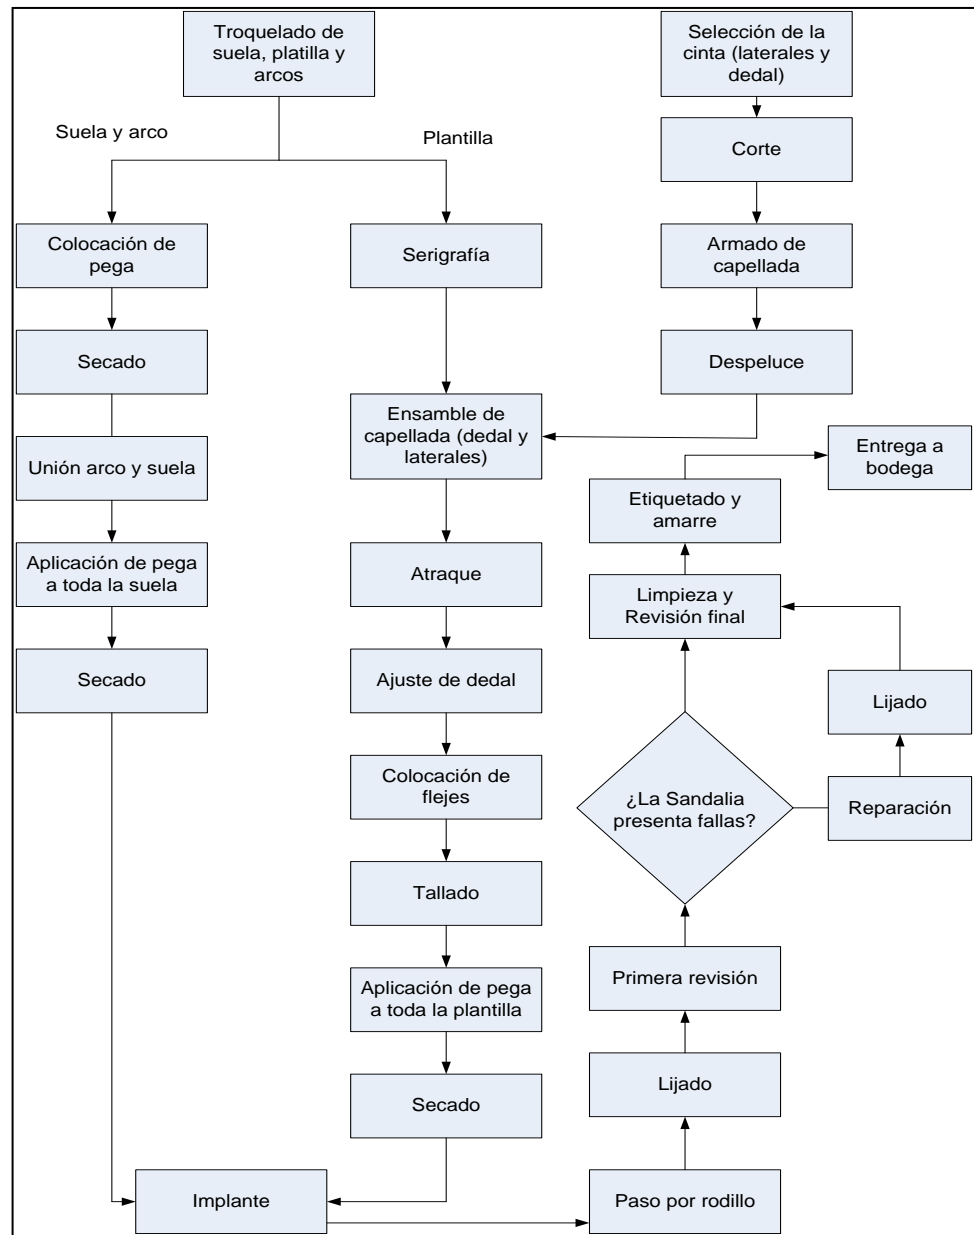 Troquelado de
suela, platilla y
arcos
Selección de la
cinta (laterales y
dedal)
Suela y arco
Plantilla
Corte
Colocación de
pega
Serigrafía
Armado de
capellada
Secado
Despeluce
Ensamble de
capellada (dedal y
laterales)
Entrega a
bodega
Unión arco y suela
Etiquetado y
amarre
Aplicación de pega
a toda la suela
Atraque
Limpieza y
Revisión final
Secado
Ajuste de dedal
Lijado
Colocación de
flejes
¿La Sandalia
presenta fallas?
Reparación
Tallado
Primera revisión
Aplicación de pega
a toda la plantilla
Lijado
Secado
Implante
Paso por rodillo